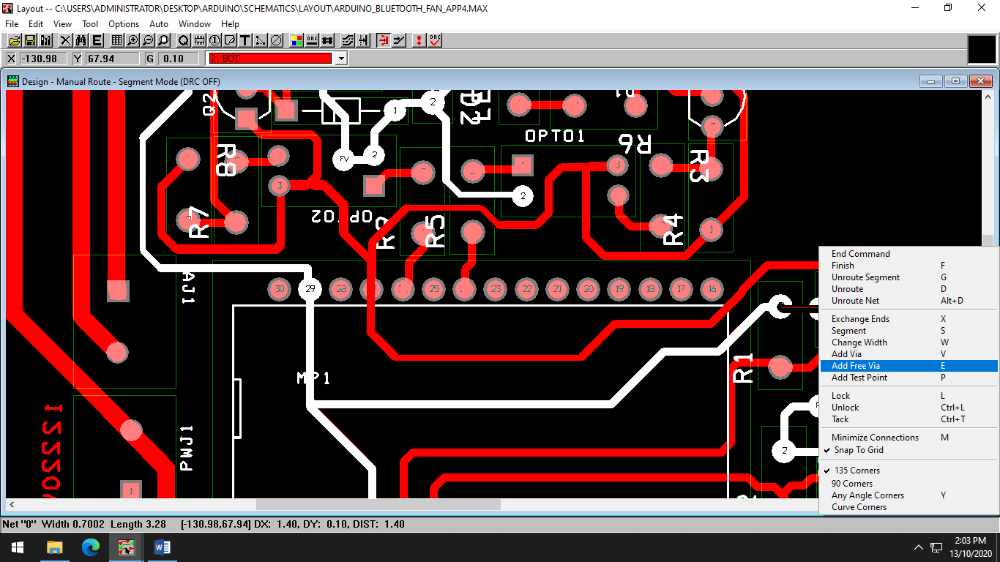 Layout -- C:\USERS\ADMINISTRATOR\DESKTOP\ARDUINO\SCHEMATICS\LAYOUT\ARDUINO_BLUETOOTH_FAN_APP4.MAX
File Edit View Tool Options Auto Window Help
X -130.98 Y 67.94 G 0.10 2 BOT
Design - Manual Route - Segment Mode (DRC OFF)
Q2
1
2
OPTO1
R6
R8
FV
2
3
R3
3
2
R7
OPTO2
R5
R4
1
AJ1
30 29 28 25 23 22 21 20 19 18 17 16
MP1
R1
PWJ1
2
1
End Command
Finish F
Unroute Segment G
Unroute D
Unroute Net Alt+D
Exchange Ends X
Segment S
Change Width W
Add Via V
Add Free Via E
Add Test Point P
Lock L
Unlock Ctrl+L
Tack Ctrl+T
Minimize Connections M
Snap To Grid
135 Corners
90 Corners
Any Angle Corners Y
Curve Corners
Net "0" Width 0.7002 Length 3.28 [-130.98,67.94] DX: 1.40, DY: 0.10, DIST: 1.40
2:03 PM
13/10/2020